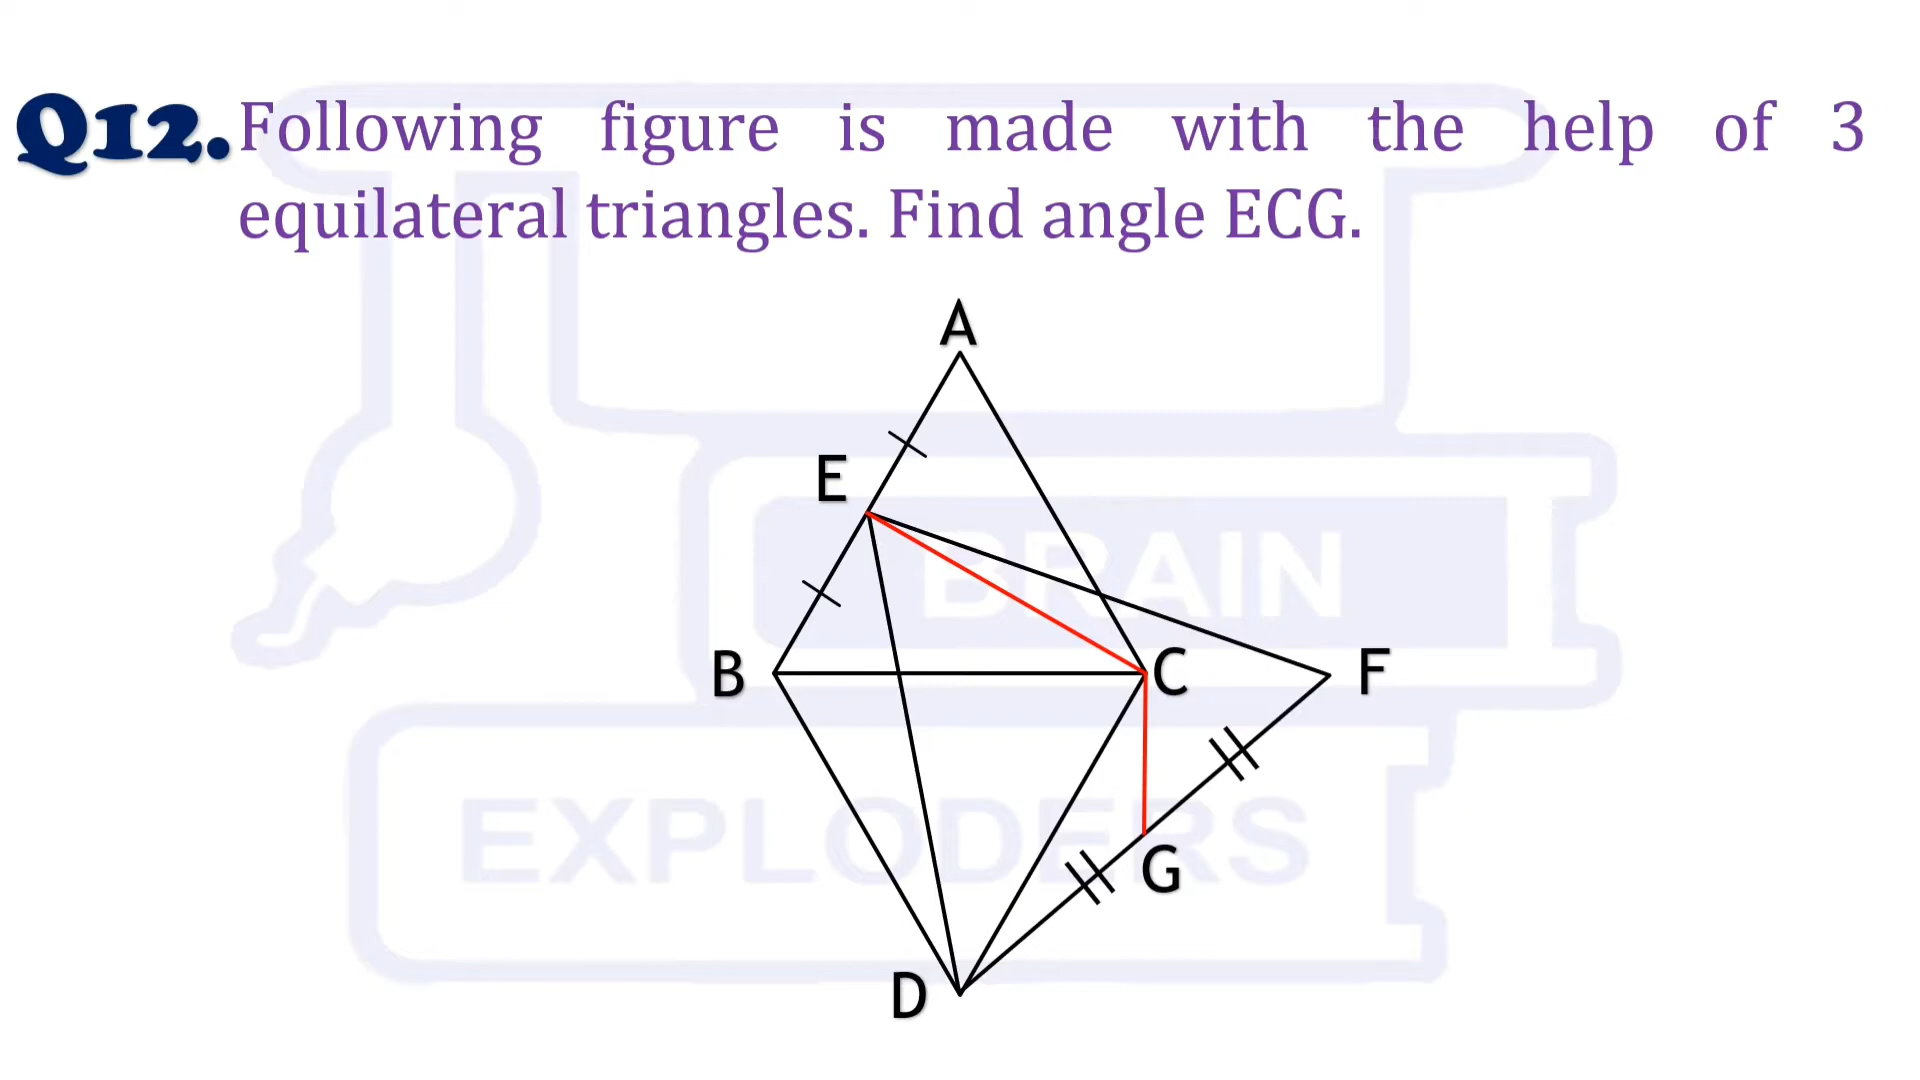 Q12. Following figure is made with the help of 3
equilateral triangles. Find angle ECG.
A
E
BRAIN
B
C
F
EXPLODERS
G
D